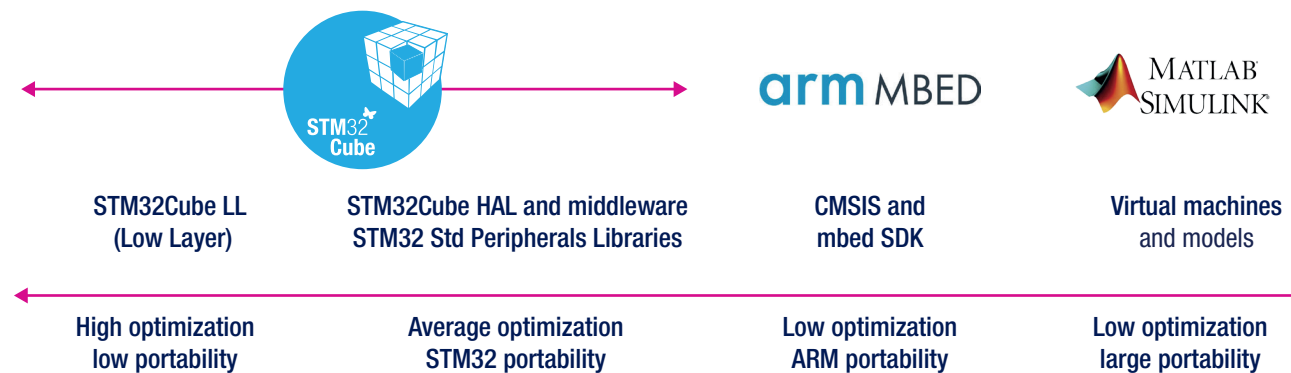 STM32
Cube
arm MBED
MATLAB
SIMULINK®
STM32Cube LL
(Low Layer)
STM32Cube HAL and middleware
STM32 Std Peripherals Libraries
CMSIS and
mbed SDK
Virtual machines
and models
High optimization
low portability
Average optimization
STM32 portability
Low optimization
ARM portability
Low optimization
large portability